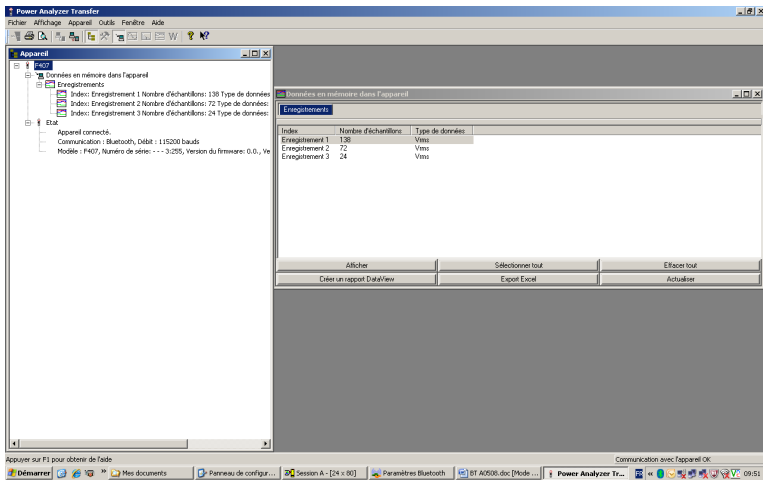 Power Analyzer Transfer
Fichier Affichage Appareil Outils Fenêtre Aide
Appareil
F407
Données en mémoire dans l'appareil
Enregistrements
Index: Enregistrement 1 Nombre d'échantillons: 138 Type de données
Index: Enregistrement 2 Nombre d'échantillons: 72 Type de données:
Index: Enregistrement 3 Nombre d'échantillons: 24 Type de données:
Etat
Appareil connecté.
Communication : Bluetooth, Débit : 115200 bauds
Modèle : F407, Numéro de série: - - - 3:255, Version du firmware: 0.0., Ve
Données en mémoire dans l'appareil
Enregistrements
Index Nombre d'échantillons Type de données
Enregistrement 1 138 Vrms
Enregistrement 2 72 Vrms
Enregistrement 3 24 Vrms
Afficher Sélectionner tout Effacer tout
Créer un rapport DataView Export Excel Actualiser
Appuyer sur F1 pour obtenir de l'aide Communication avec l'appareil OK
Démarrer » Mes documents Panneau de configur... Session A - [24 x 80] Paramètres Bluetooth BT A0508.doc [Mode ... Power Analyzer Tr... FR « 09:51